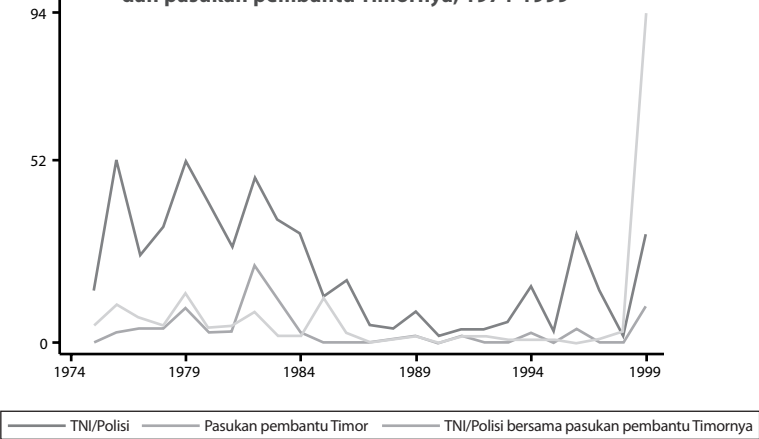 dan pasukan pembantu Timornya, 1974-1999
94
52
0
1974 1979 1984 1989 1994 1999
TNI/Polisi Pasukan pembantu Timor TNI/Polisi bersama pasukan pembantu Timornya